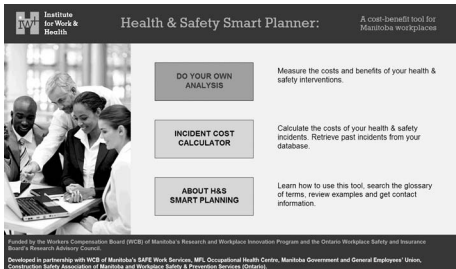 Institute
for Work &
Health
Health & Safety Smart Planner:
A cost-benefit tool for
Manitoba workplaces
DO YOUR OWN
ANALYSIS
Measure the costs and benefits of your health &
safety interventions.
INCIDENT COST
CALCULATOR
Calculate the costs of your health & safety
incidents. Retrieve past incidents from your
database.
ABOUT H&S
SMART PLANNING
Learn how to use this tool, search the glossary
of terms, review examples and get contact
information.
Funded by the Workers Compensation Board (WCB) of Manitoba's Research and Workplace Innovation Program and the Ontario Workplace Safety and Insurance
Board's Research Advisory Council.
Developed in partnership with WCB of Manitoba's SAFE Work Services, MFL Occupational Health Centre, Manitoba Government and General Employees' Union,
Construction Safety Association of Manitoba and Workplace Safety & Prevention Services (Ontario).